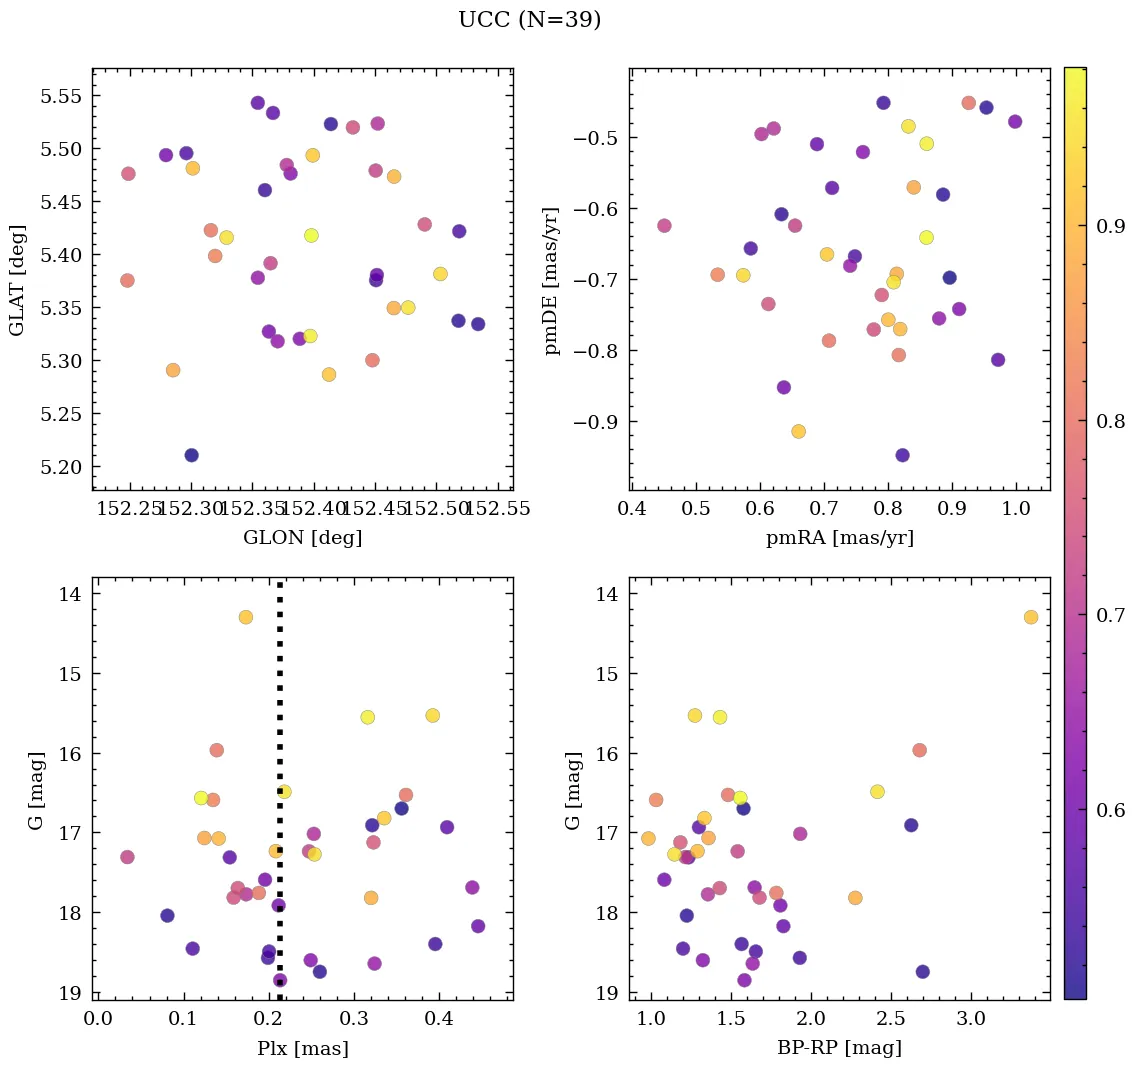 UCC (N=39)
5.55
5.50
5.45
5.40
5.35
5.30
5.25
5.20
GLAT [deg]
152.25 152.30 152.35 152.40 152.45 152.50 152.55
GLON [deg]
−0.5
−0.6
−0.7
−0.8
−0.9
pmDE [mas/yr]
0.4 0.5 0.6 0.7 0.8 0.9 1.0
pmRA [mas/yr]
0.9
0.8
0.7
0.6
14
15
16
17
18
19
G [mag]
0.0 0.1 0.2 0.3 0.4
Plx [mas]
14
15
16
17
18
19
G [mag]
1.0 1.5 2.0 2.5 3.0
BP-RP [mag]